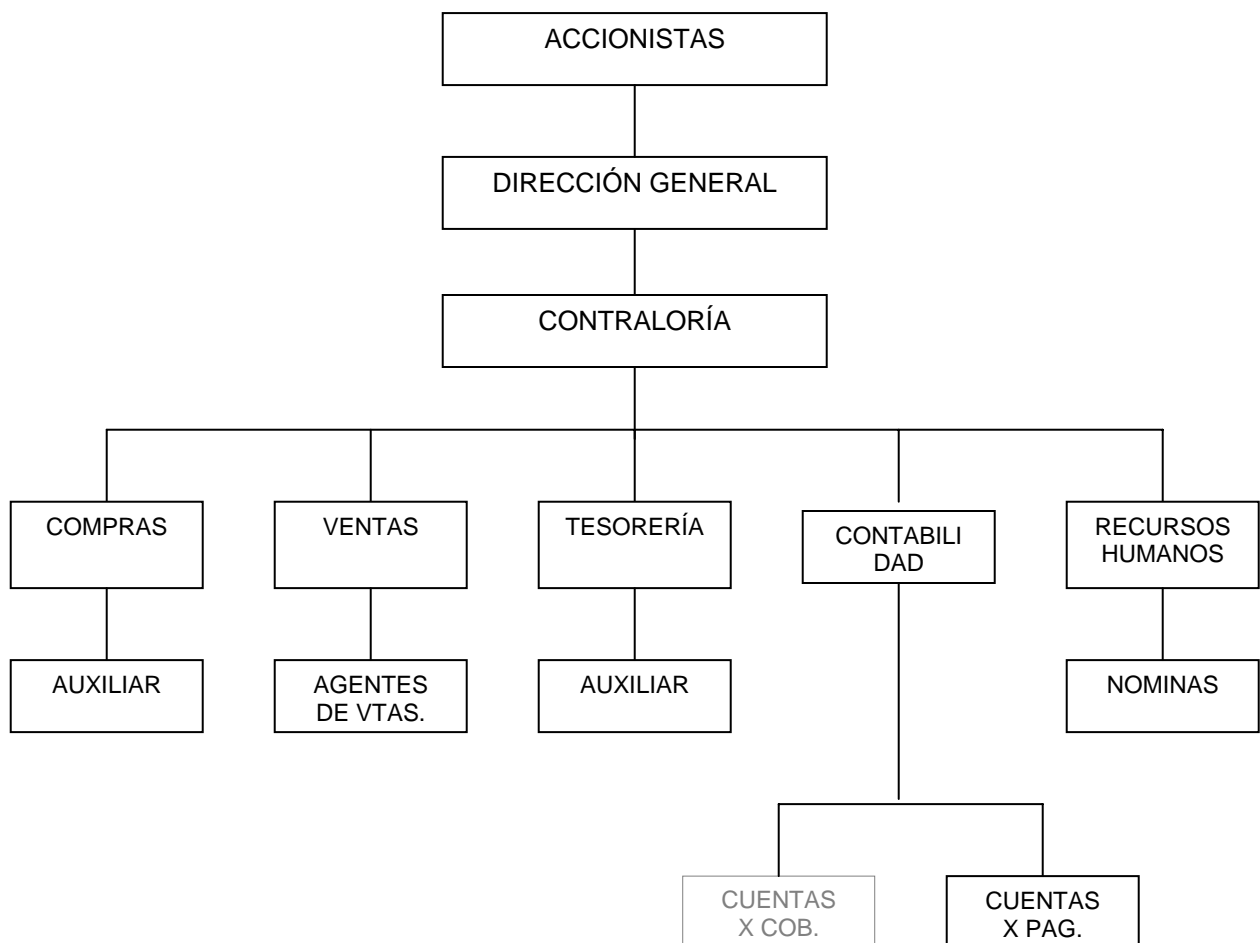 ACCIONISTAS
DIRECCIÓN GENERAL
CONTRALORÍA
COMPRAS
VENTAS
TESORERÍA
CONTABILI
DAD
RECURSOS
HUMANOS
AUXILIAR
AGENTES
DE VTAS.
AUXILIAR
NOMINAS
CUENTAS
X COB.
CUENTAS
X PAG.